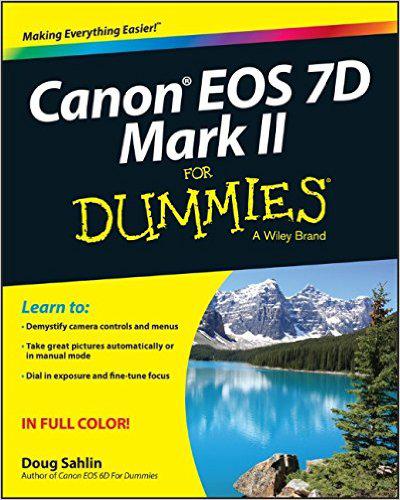 Making Everything Easier!™
Canon® EOS 7D
Mark II
FOR
DUMMIES®
A Wiley Brand
Learn to:
• Demystify camera controls and menus
• Take great pictures automatically or
in manual mode
• Dial in exposure and fine-tune focus
IN FULL COLOR!
Doug Sahlin
Author of Canon EOS 6D For Dummies